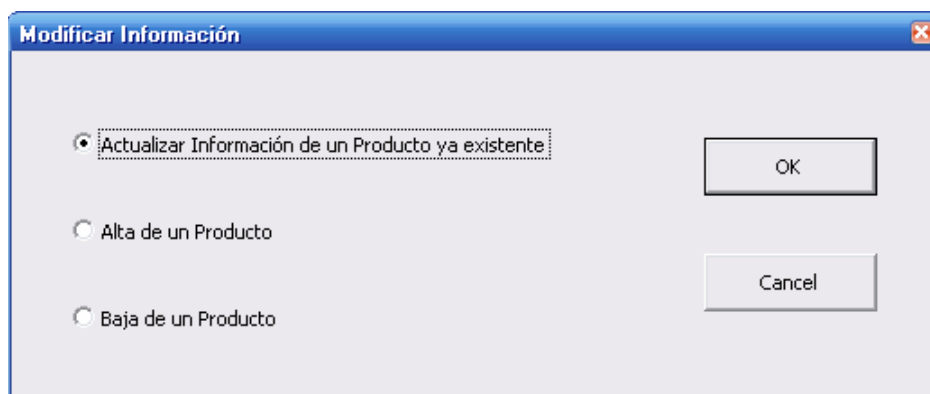 Modificar Información
Actualizar Información de un Producto ya existente
OK
Alta de un Producto
Cancel
Baja de un Producto